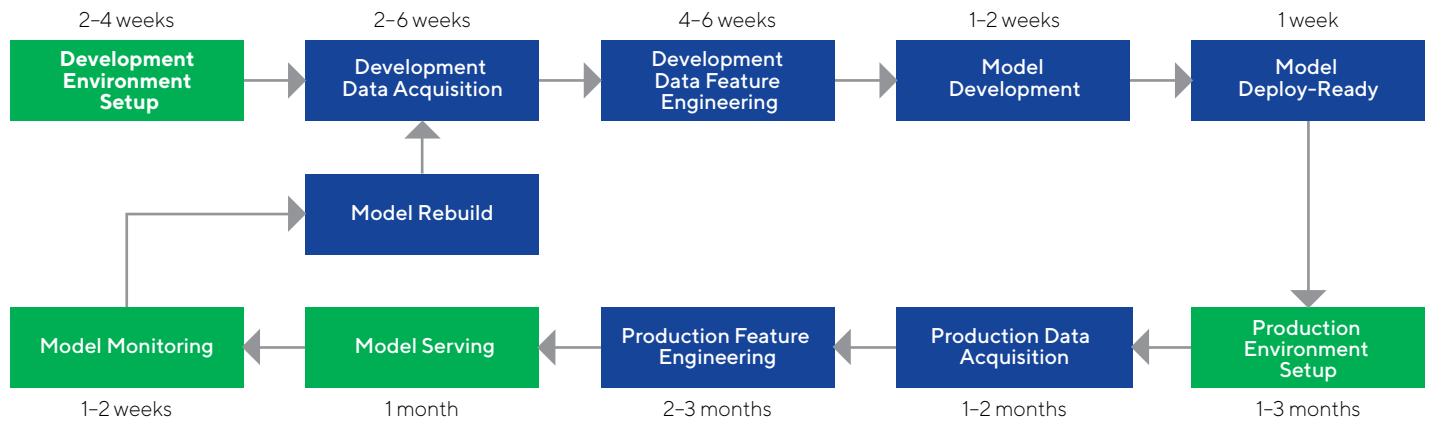 2–4 weeks
2–6 weeks
4–6 weeks
1–2 weeks
1 week
Development
Environment
Setup
Development
Data Acquisition
Development
Data Feature
Engineering
Model
Development
Model
Deploy-Ready
Model Rebuild
Model Monitoring
Model Serving
Production Feature
Engineering
Production Data
Acquisition
Production
Environment
Setup
1–2 weeks
1 month
2–3 months
1–2 months
1–3 months